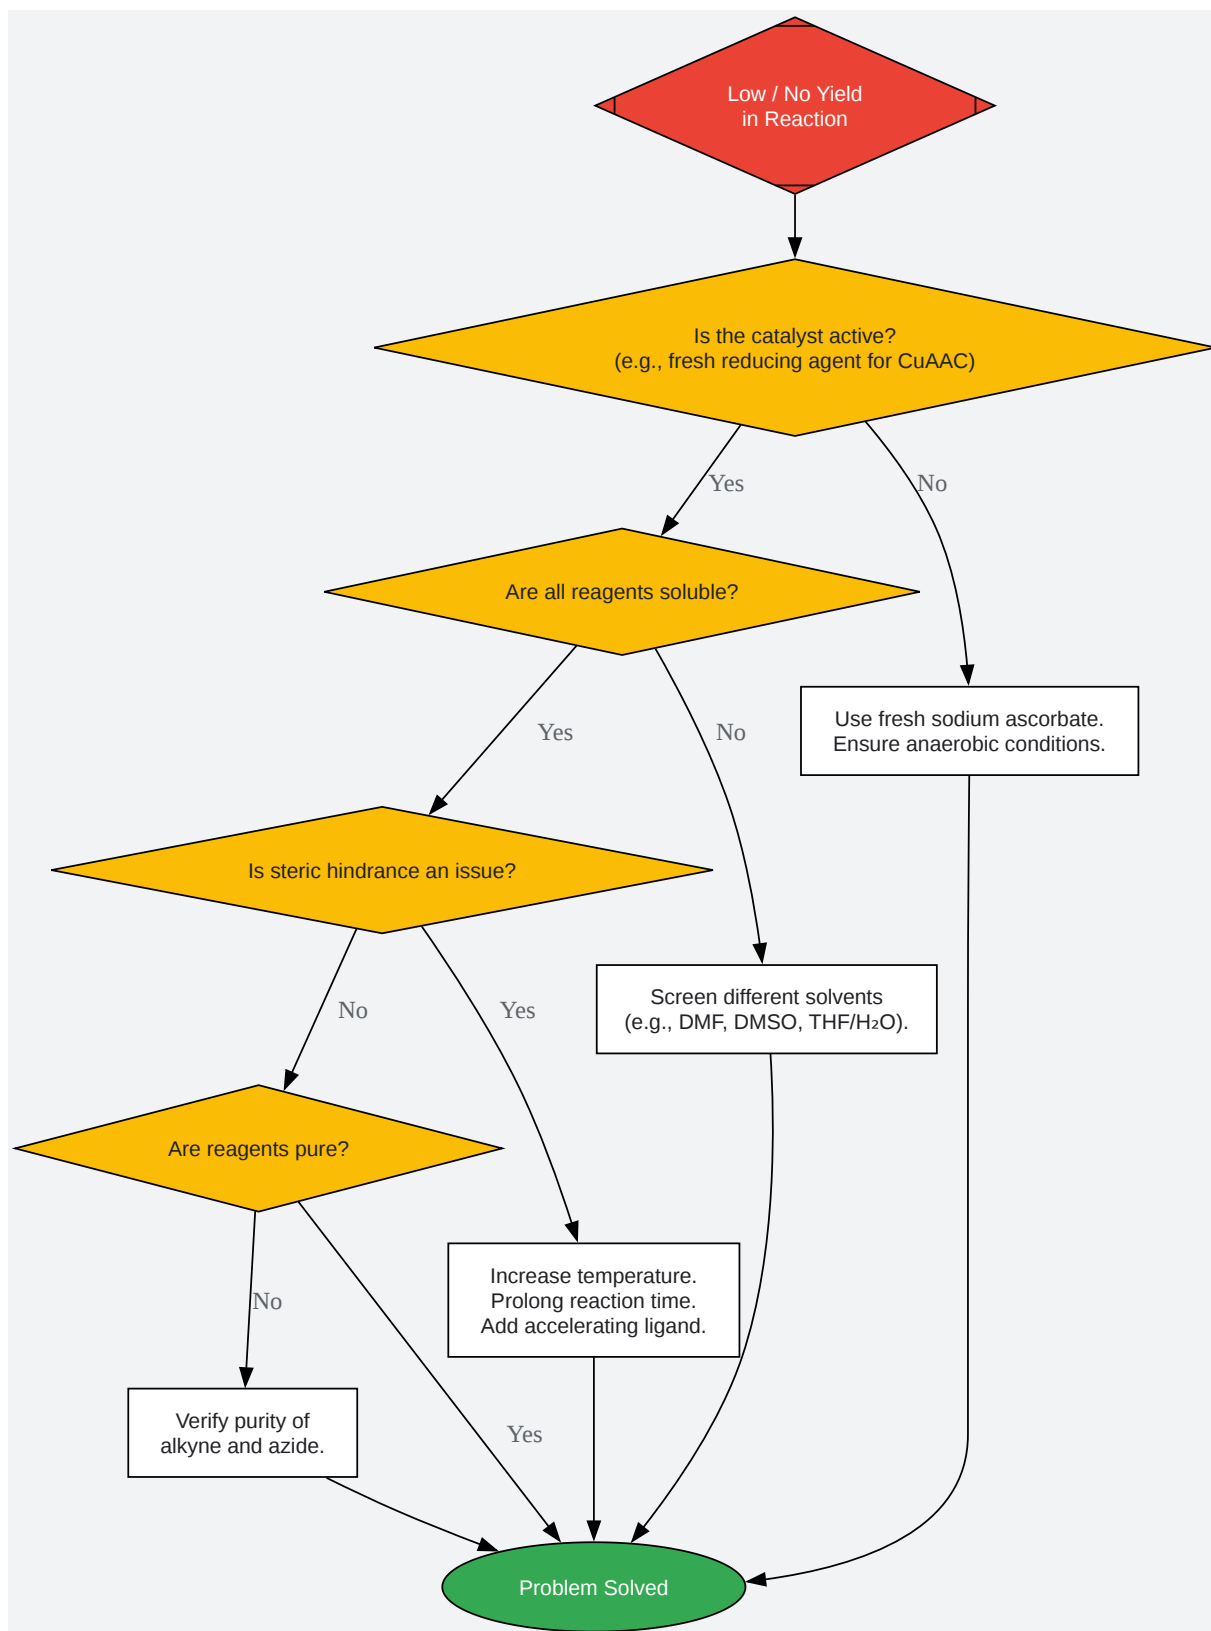 Low / No Yield
in Reaction
Is the catalyst active?
(e.g., fresh reducing agent for CuAAC)
Yes
No
Are all reagents soluble?
Use fresh sodium ascorbate.
Ensure anaerobic conditions.
Yes
No
Is steric hindrance an issue?
Screen different solvents
(e.g., DMF, DMSO, THF/H₂O).
No
Yes
Are reagents pure?
Increase temperature.
Prolong reaction time.
Add accelerating ligand.
No
Yes
Verify purity of
alkyne and azide.
Problem Solved